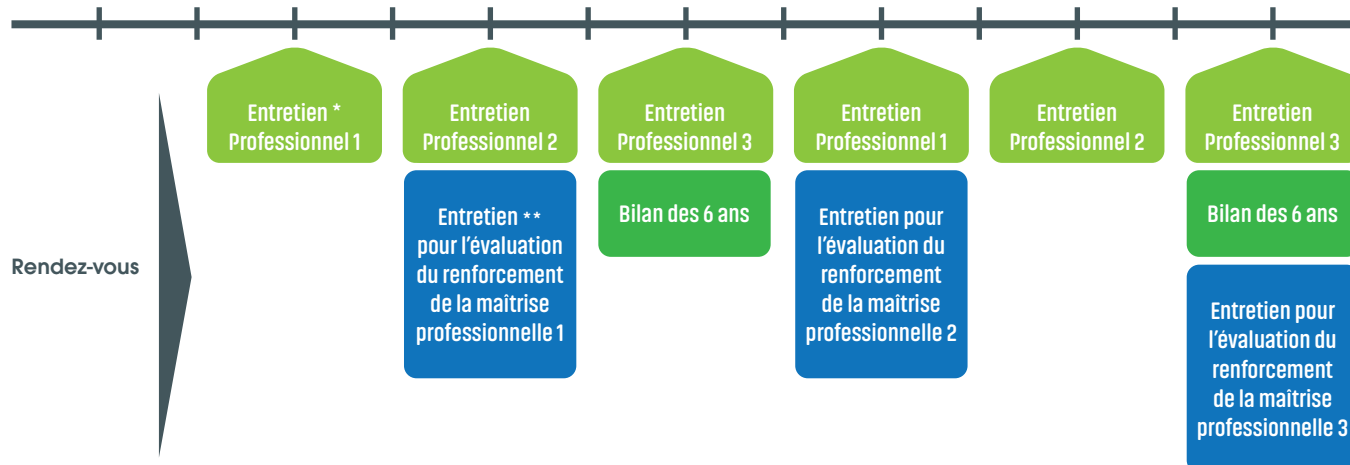 Entretien *
Professionnel 1
Entretien
Professionnel 2
Entretien
Professionnel 3
Entretien
Professionnel 1
Entretien
Professionnel 2
Entretien
Professionnel 3
Rendez-vous
Entretien **
pour l'évaluation
du renforcement
de la maîtrise
professionnelle 1
Bilan des 6 ans
Entretien pour
l'évaluation du
renforcement
de la maîtrise
professionnelle 2
Bilan des 6 ans
Entretien pour
l'évaluation du
renforcement
de la maîtrise
professionnelle 3